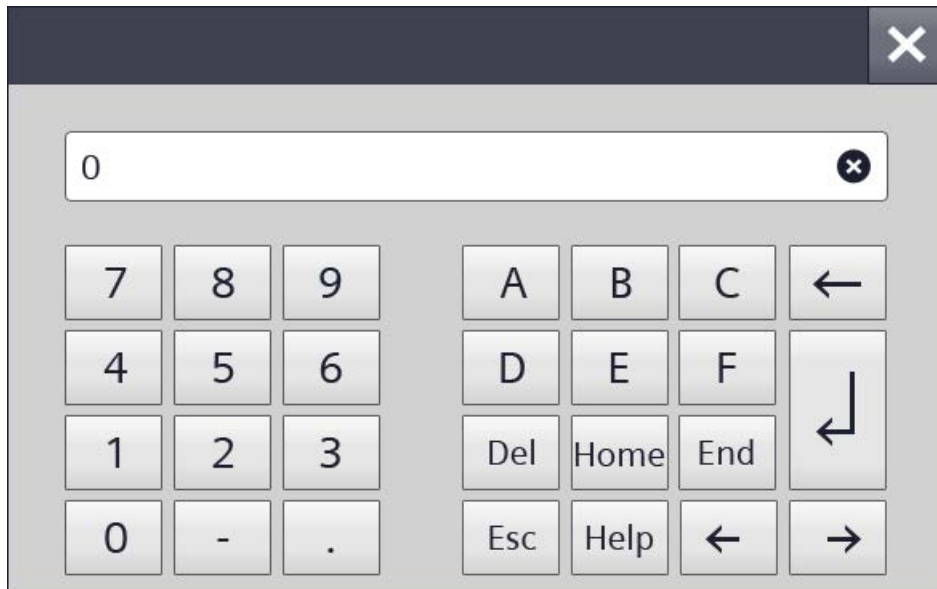 0
7 8 9 A B C ←
4 5 6 D E F ↵
1 2 3 Del Home End
0 - . Esc Help ← →